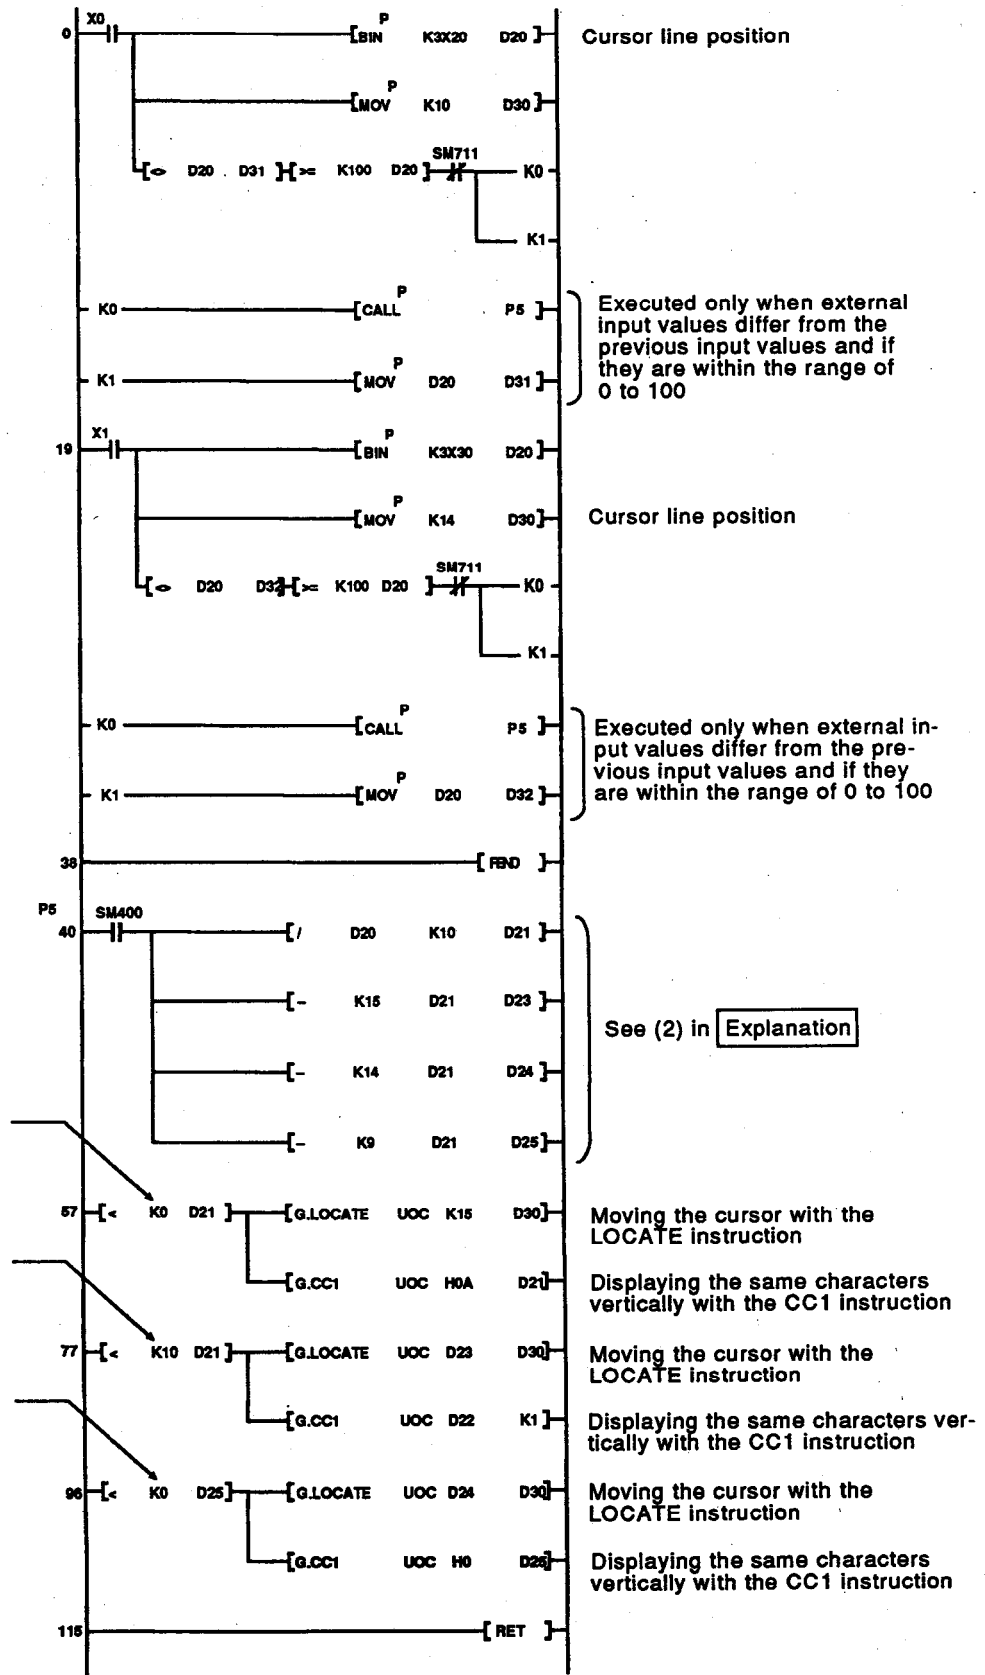 X0
P
0 [BIN K3X20 D20] Cursor line position
P
[MOV K10 D30]
SM711
[<> D20 D31] [>= K100 D20] K0
K1
P
K0 [CALL P5] Executed only when external
input values differ from the
previous input values and if
they are within the range of
0 to 100
P
K1 [MOV D20 D31]
X1
P
19 [BIN K3X30 D20]
P
[MOV K14 D30] Cursor line position
SM711
[<> D20 D32] [>= K100 D20] K0
K1
P
K0 [CALL P5] Executed only when external in-
put values differ from the pre-
vious input values and if they
are within the range of 0 to 100
P
K1 [MOV D20 D32]
38 [FEND]
P5 SM400
40 [/ D20 K10 D21]
[- K15 D21 D23]
See (2) in Explanation
[- K14 D21 D24]
[- K9 D21 D25]
57 [< K0 D21] [G.LOCATE U0C K15 D30] Moving the cursor with the
LOCATE instruction
[G.CC1 U0C H0A D21] Displaying the same characters
vertically with the CC1 instruction
77 [< K10 D21] [G.LOCATE U0C D23 D30] Moving the cursor with the
LOCATE instruction
[G.CC1 U0C D22 K1] Displaying the same characters ver-
tically with the CC1 instruction
96 [< K0 D25] [G.LOCATE U0C D24 D30] Moving the cursor with the
LOCATE instruction
[G.CC1 U0C H0 D25] Displaying the same characters
vertically with the CC1 instruction
115 [RET]